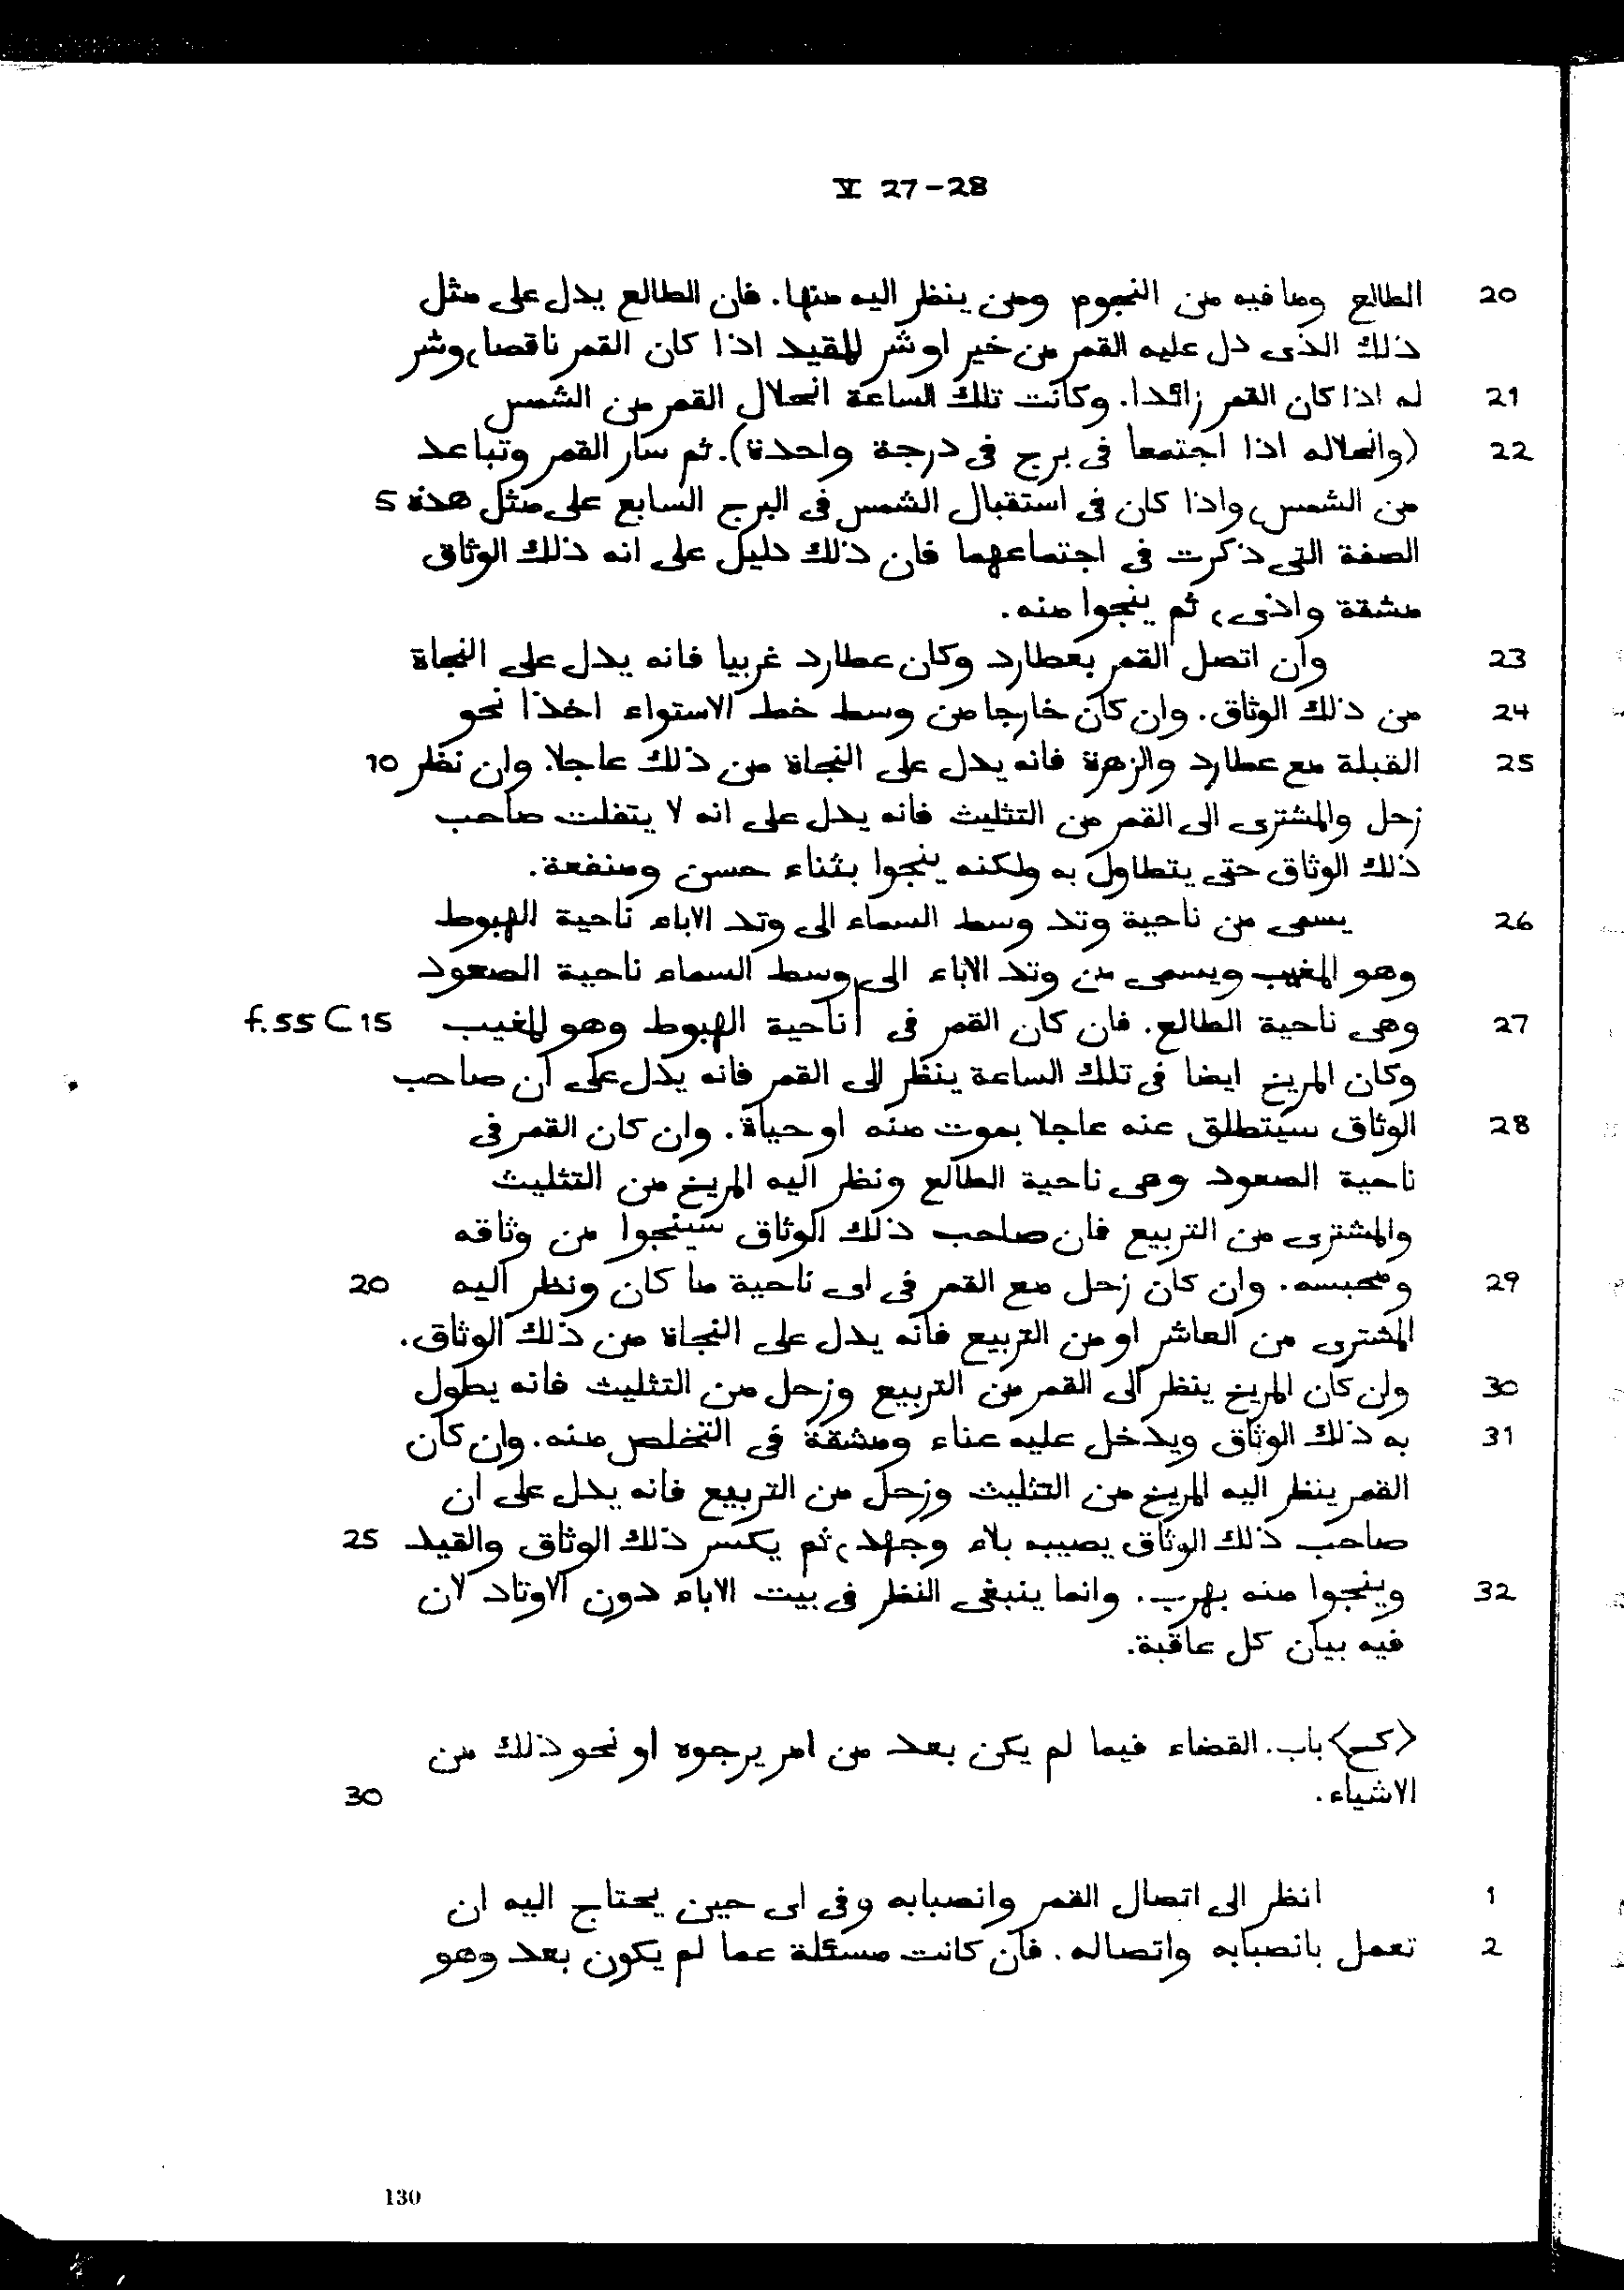 V 27-28
20 الطالع وما فيه من النجوم ومن ينظر اليه منها. فان الطالع يدل على مثل
ذلك الذى دل عليه القمر من خير او شر للمقيد اذا كان القمر ناقصا، وشر
21 له اذا كان القمر زائدا. وكانت تلك الساعة انحلال القمر من الشمس
22 (وانحلاله اذا اجتمعا فى برج فى درجة واحدة). ثم سار القمر وتباعد
من الشمس، واذا كان فى استقبال الشمس فى البرج السابع على مثل هذه 5
الصفة التى ذكرت فى اجتماعهما فان ذلك دليل على انه ذلك الوثاق
مشقة واذى، ثم ينجوا منه.
23 وان اتصل القمر بعطارد وكان عطارد غربيا فانه يدل على النجاة
24 من ذلك الوثاق. وان كان خارجا من وسط خط الاستواء اخذا نحو
25 القبلة مع عطارد والزهرة فانه يدل على النجاة من ذلك عاجلا. وان نظر 10
زحل والمشترى الى القمر من التثليث فانه يدل على انه لا يتفلت صاحب
ذلك الوثاق حتى يتطاول به ولكنه ينجوا بثناء حسن ومنفعة.
26 يسمى من ناحية وتد وسط السماء الى وتد الاباء ناحية الهبوط
وهو المغيب ويسمى من وتد الاباء الى وسط السماء ناحية الصعود
27 وهى ناحية الطالع. فان كان القمر فى | ناحية الهبوط وهو للمغيب f.55 C 15
وكان المريخ ايضا فى تلك الساعة ينظر الى القمر فانه يدل على ان صاحب
28 الوثاق سيتطلق عنه عاجلا بموت منه او حياة. وان كان القمر فى
ناحية الصعود وهى ناحية الطالع ونظر اليه المريخ من التثليث
والمشترى من التربيع فان صاحب ذلك الوثاق سينجوا من وثاقه
29 ومحبسه. وان كان زحل مع القمر فى اى ناحية ما كان ونظر اليه 20
المشترى من العاشر او من التربيع فانه يدل على النجاة من ذلك الوثاق.
30 ولن كان المريخ ينظر الى القمر من التربيع وزحل من التثليث فانه يطول
31 به ذلك الوثاق ويدخل عليه عناء ومشقة فى التخلص منه. وان كان
القمر ينظر اليه المريخ من التثليث وزحل من التربيع فانه يدل على ان
صاحب ذلك الوثاق يصيبه بلاء وجهد، ثم يكسر ذلك الوثاق والقيد 25
32 وينجوا منه بهرب. وانما ينبغى النظر فى بيت الاباء دون الاوتاد لان
فيه بيان كل عاقبة.
<كح> باب. القضاء فيما لم يكن بعد من امر يرجوه او نحو ذلك من
الاشياء. 30
1 انظر الى اتصال القمر وانصبابه وفى اى حين يحتاج اليه ان
2 تعمل بانصبابه واتصاله. فان كانت مسئلة عما لم يكون بعد وهو
130